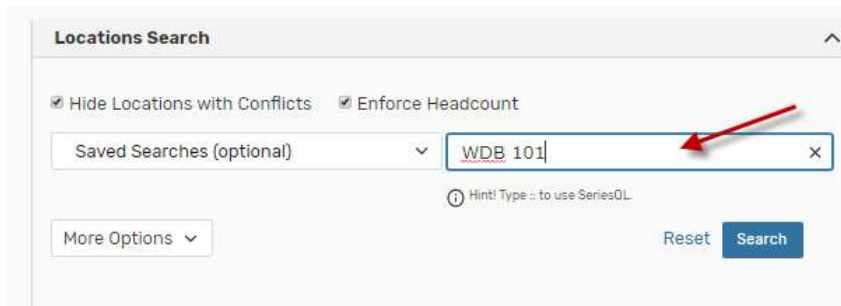 Locations Search
Hide Locations with Conflicts Enforce Headcount
Saved Searches (optional) WDB 101
Hint! Type :: to use SeriesQL.
More Options Reset Search